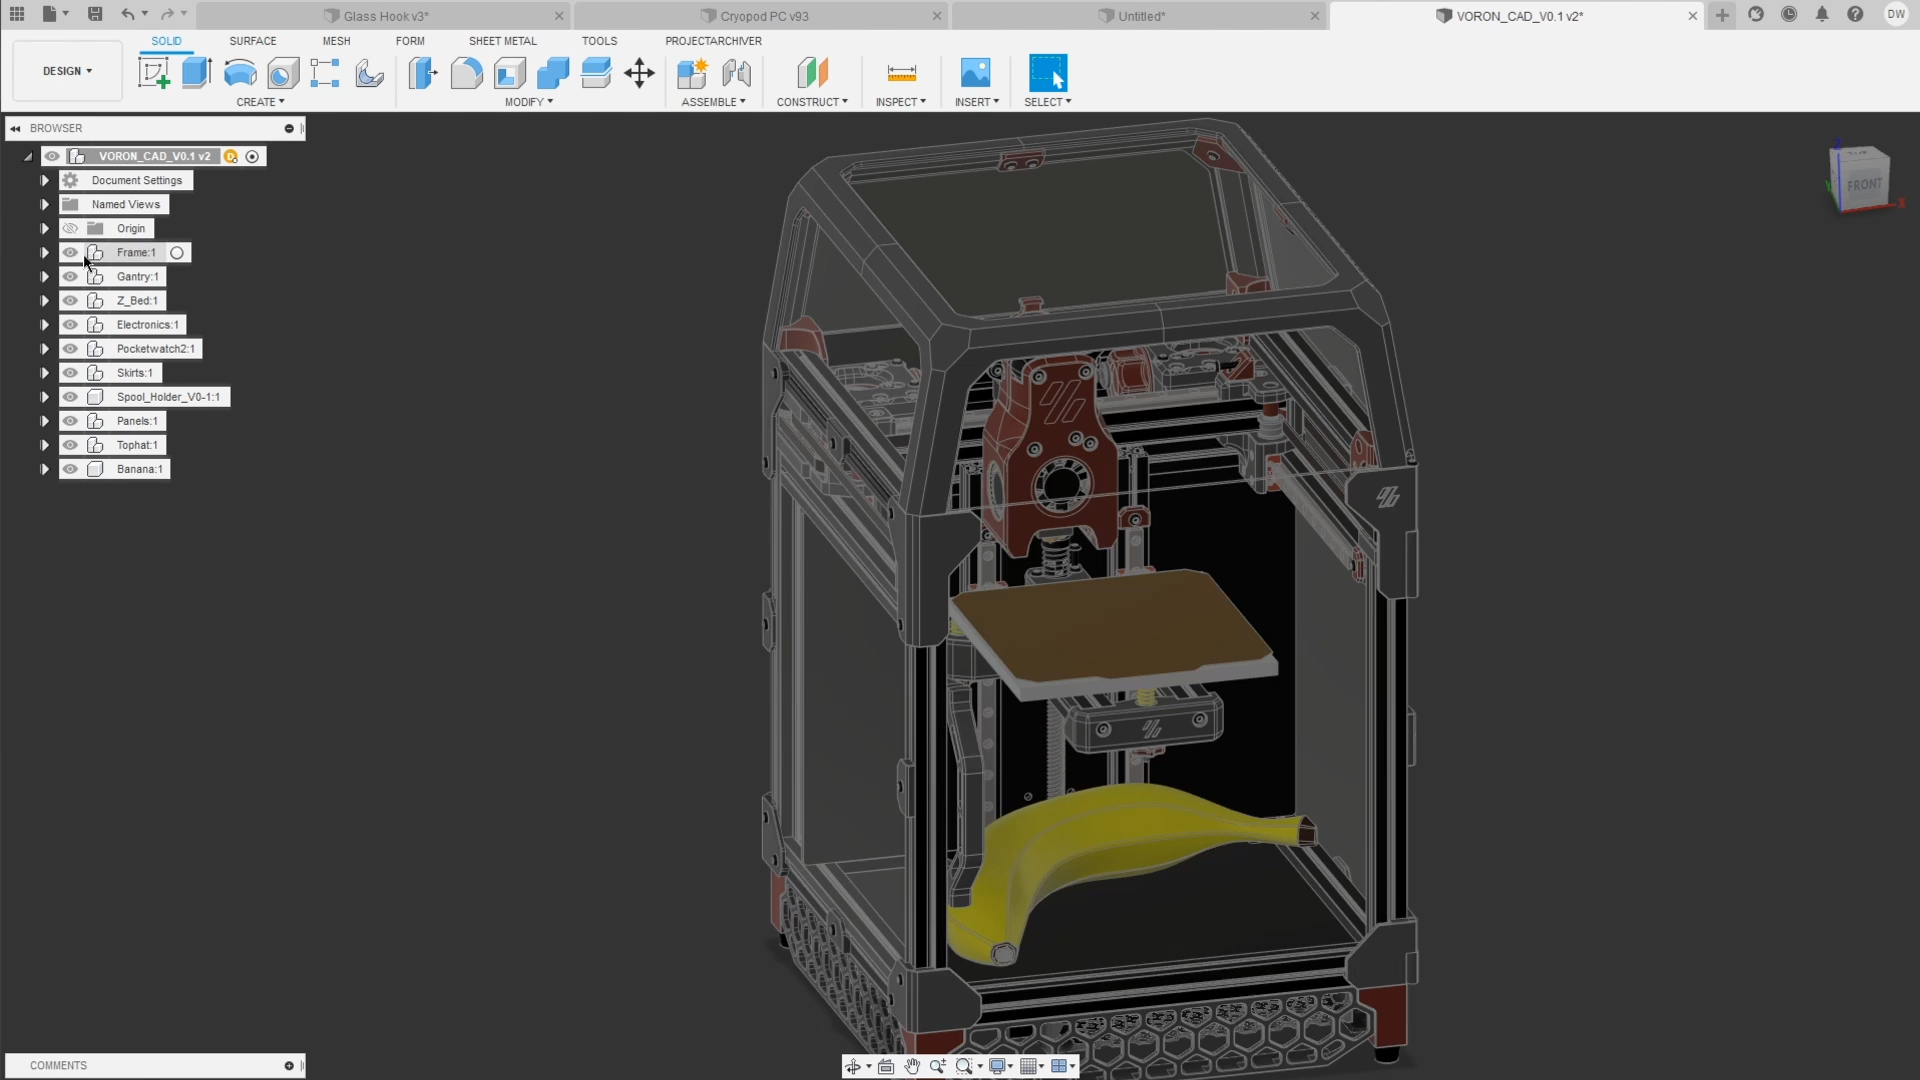 Glass Hook v3*
Cryopod PC v93
Untitled*
VORON_CAD_V0.1 v2*
DW
DESIGN
SOLID
SURFACE
MESH
FORM
SHEET METAL
TOOLS
PROJECTARCHIVER
CREATE
MODIFY
ASSEMBLE
CONSTRUCT
INSPECT
INSERT
SELECT
BROWSER
VORON_CAD_V0.1 v2
Document Settings
Named Views
Origin
Frame:1
Gantry:1
Z_Bed:1
Electronics:1
Pocketwatch2:1
Skirts:1
Spool_Holder_V0-1:1
Panels:1
Tophat:1
Banana:1
Z
FRONT
X
COMMENTS